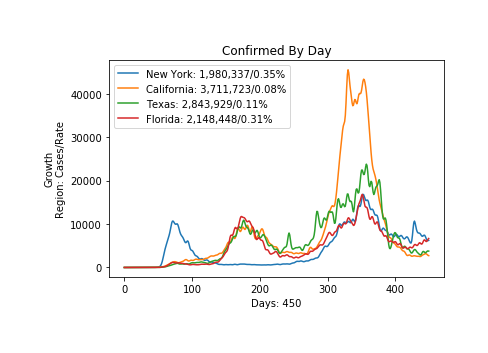 Confirmed By Day
New York: 1,980,337/0.35%
California: 3,711,723/0.08%
Texas: 2,843,929/0.11%
Florida: 2,148,448/0.31%
Growth
Region: Cases/Rate
40000
30000
20000
10000
0
0 100 200 300 400
Days: 450